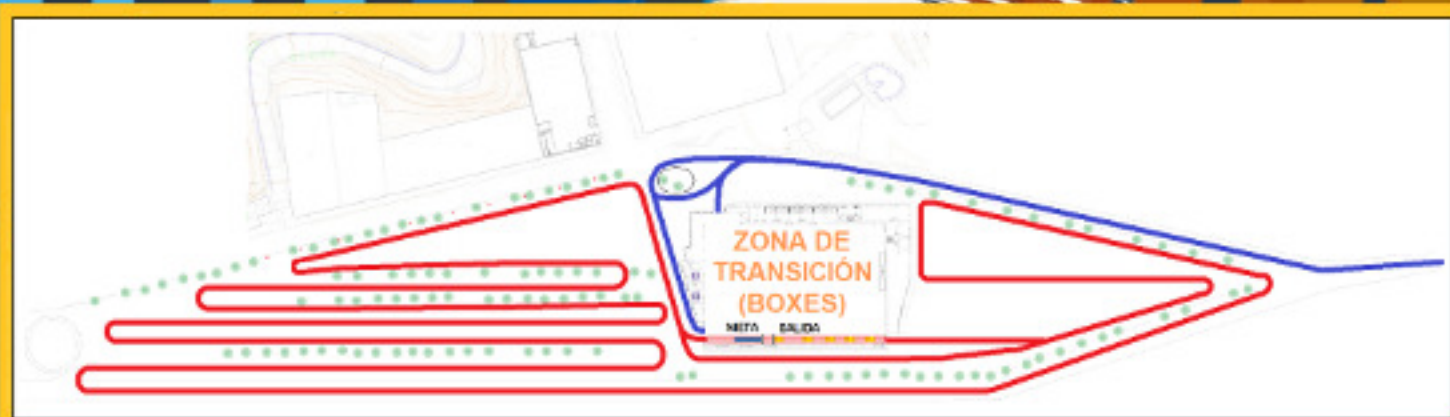 ZONA DE
TRANSICIÓN
(BOXES)
META SALIDA